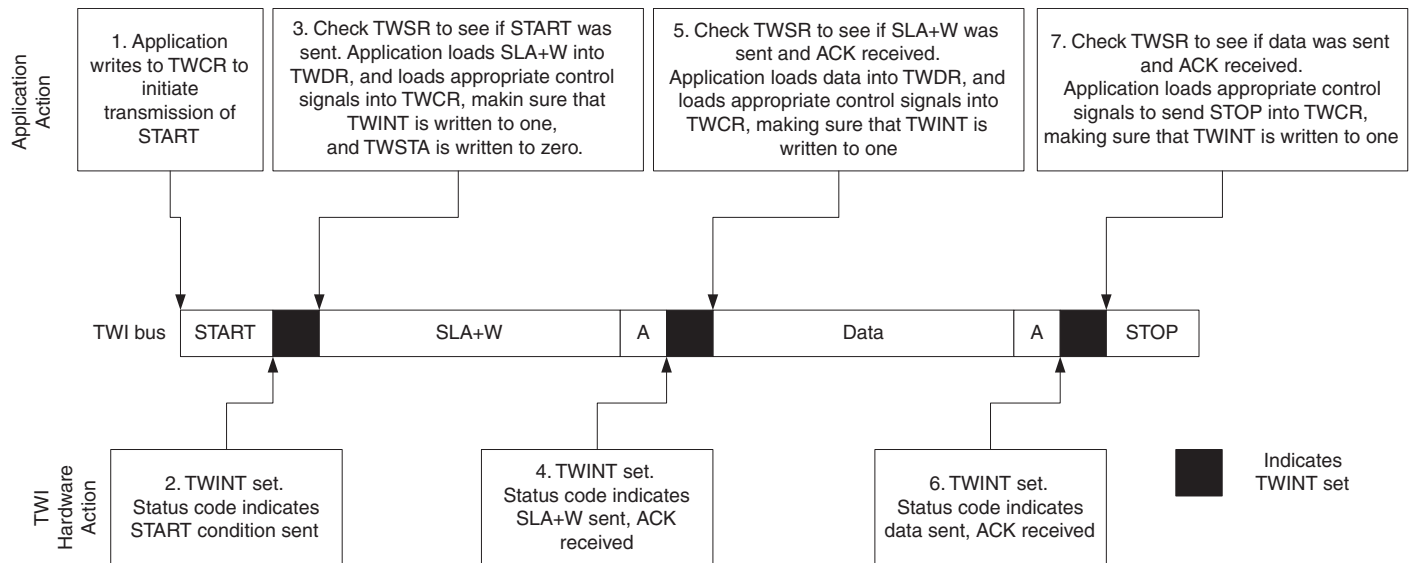 Application
Action
1. Application
writes to TWCR to
initiate
transmission of
START
3. Check TWSR to see if START was
sent. Application loads SLA+W into
TWDR, and loads appropriate control
signals into TWCR, makin sure that
TWINT is written to one,
and TWSTA is written to zero.
5. Check TWSR to see if SLA+W was
sent and ACK received.
Application loads data into TWDR, and
loads appropriate control signals into
TWCR, making sure that TWINT is
written to one
7. Check TWSR to see if data was sent
and ACK received.
Application loads appropriate control
signals to send STOP into TWCR,
making sure that TWINT is written to one
TWI bus
START
SLA+W
A
Data
A
STOP
TWI
Hardware
Action
2. TWINT set.
Status code indicates
START condition sent
4. TWINT set.
Status code indicates
SLA+W sent, ACK
received
6. TWINT set.
Status code indicates
data sent, ACK received
Indicates
TWINT set